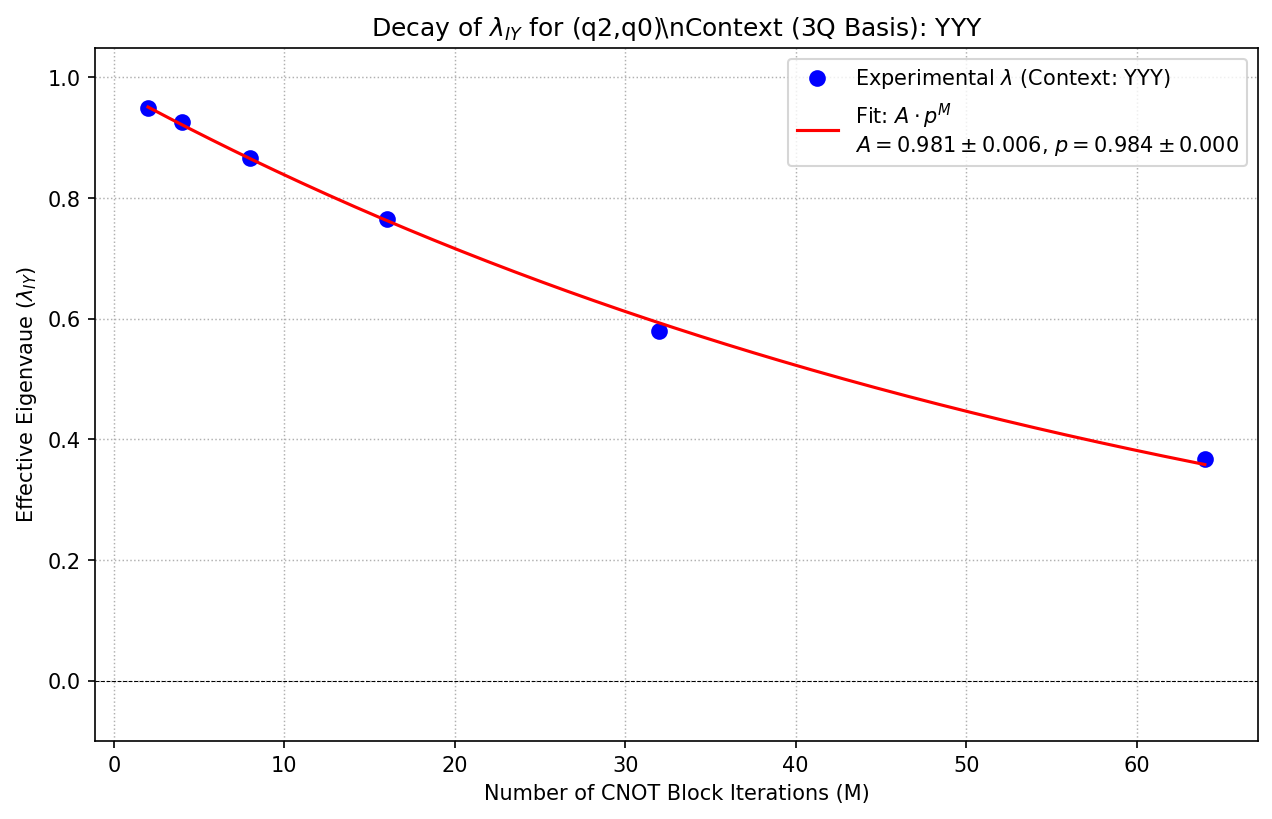 Decay of λ_IY for (q2,q0)\nContext (3Q Basis): YYY
Experimental λ (Context: YYY)
Fit: A · p^M
A = 0.981 ± 0.006, p = 0.984 ± 0.000
Effective Eigenvaue (λ_IY)
1.0
0.8
0.6
0.4
0.2
0.0
0 10 20 30 40 50 60
Number of CNOT Block Iterations (M)